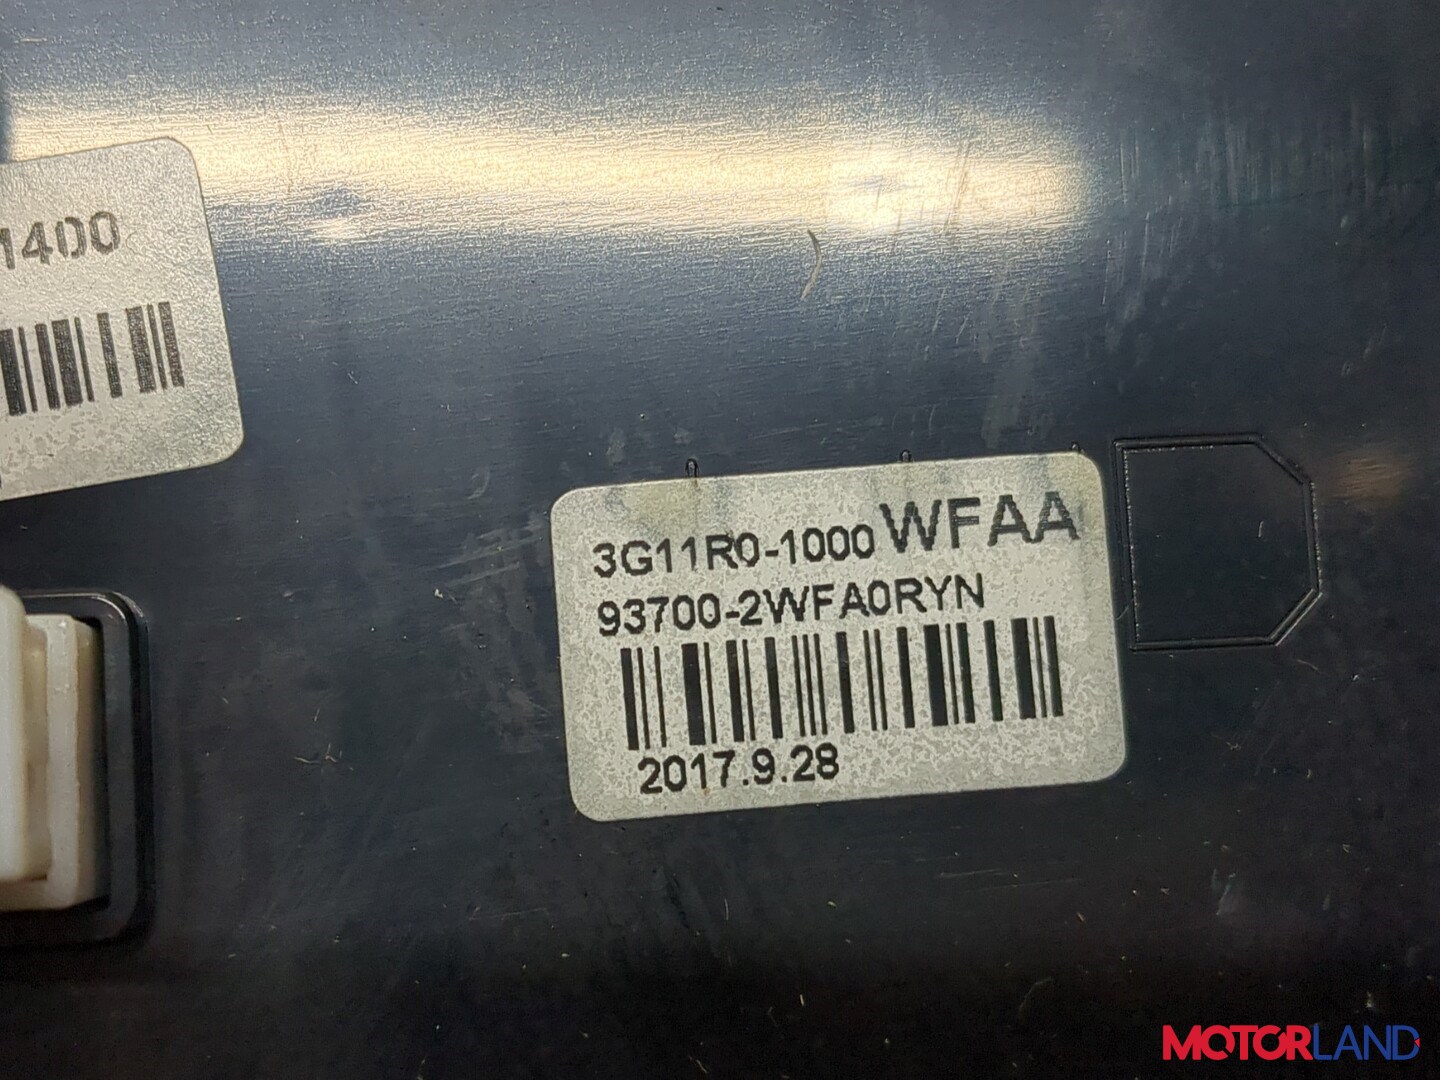 1400
3G11R0-1000 WFAA
93700-2WFA0RYN
2017.9.28
MOTORLAND